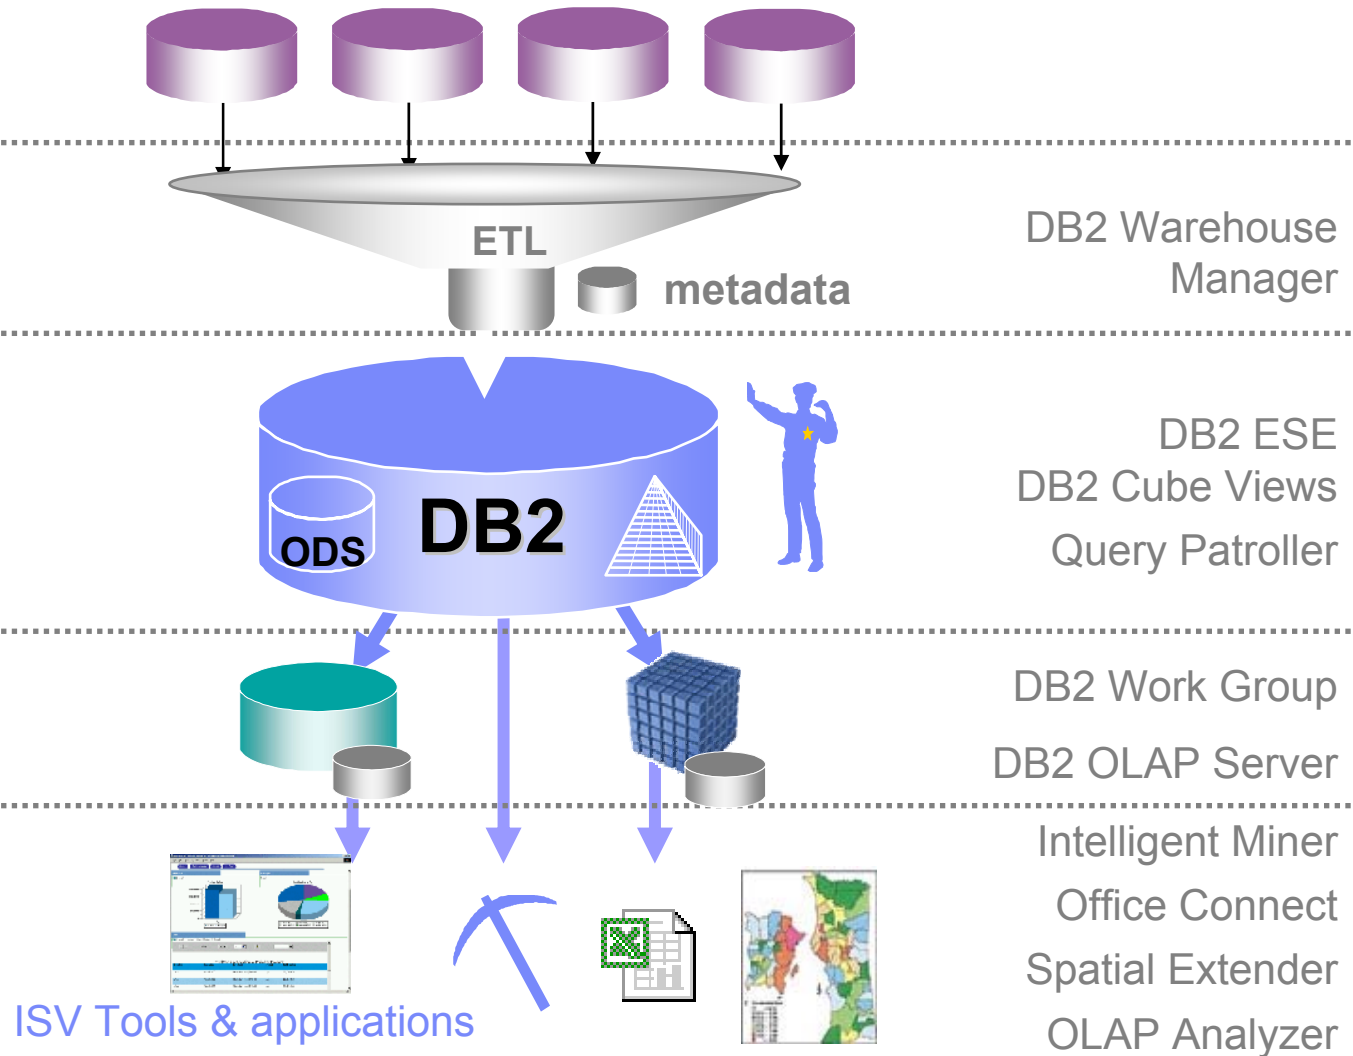 ETL
metadata
DB2 Warehouse
Manager
ODS
DB2
DB2 ESE
DB2 Cube Views
Query Patroller
DB2 Work Group
DB2 OLAP Server
Intelligent Miner
Office Connect
Spatial Extender
OLAP Analyzer
ISV Tools & applications